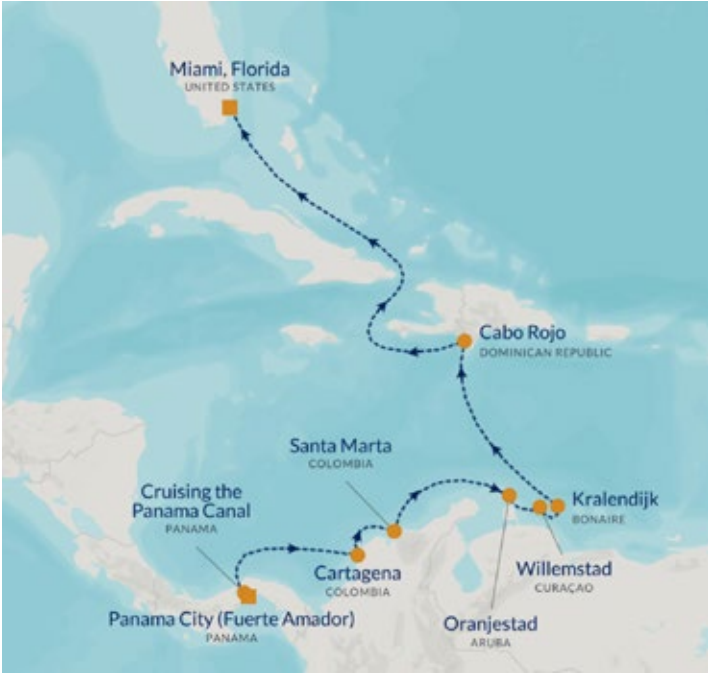 Miami, Florida
UNITED STATES
Cabo Rojo
DOMINICAN REPUBLIC
Santa Marta
COLOMBIA
Cruising the
Panama Canal
PANAMA
Kralendijk
BONAIRE
Willemstad
CURAÇAO
Cartagena
COLOMBIA
Panama City (Fuerte Amador)
PANAMA
Oranjestad
ARUBA